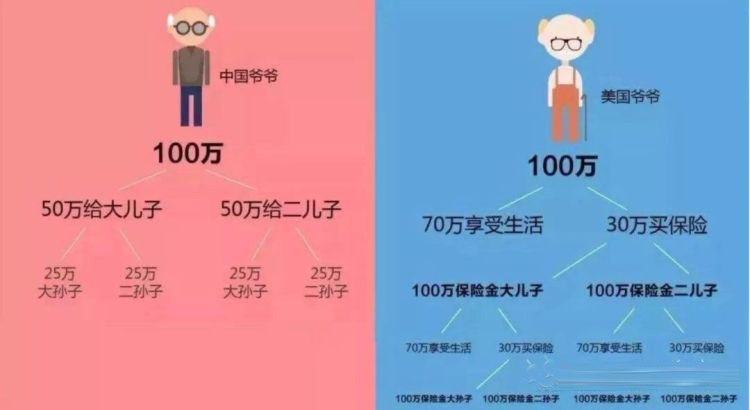 中国爷爷
100万
50万给大儿子 50万给二儿子
25万 25万 25万 25万
大孙子 二孙子 大孙子 二孙子
美国爷爷
100万
70万享受生活 30万买保险
100万保险金大儿子 100万保险金二儿子
70万享受生活 30万买保险 70万享受生活 30万买保险
100万保险金大孙子 100万保险金二孙子 100万保险金大孙子 100万保险金二孙子